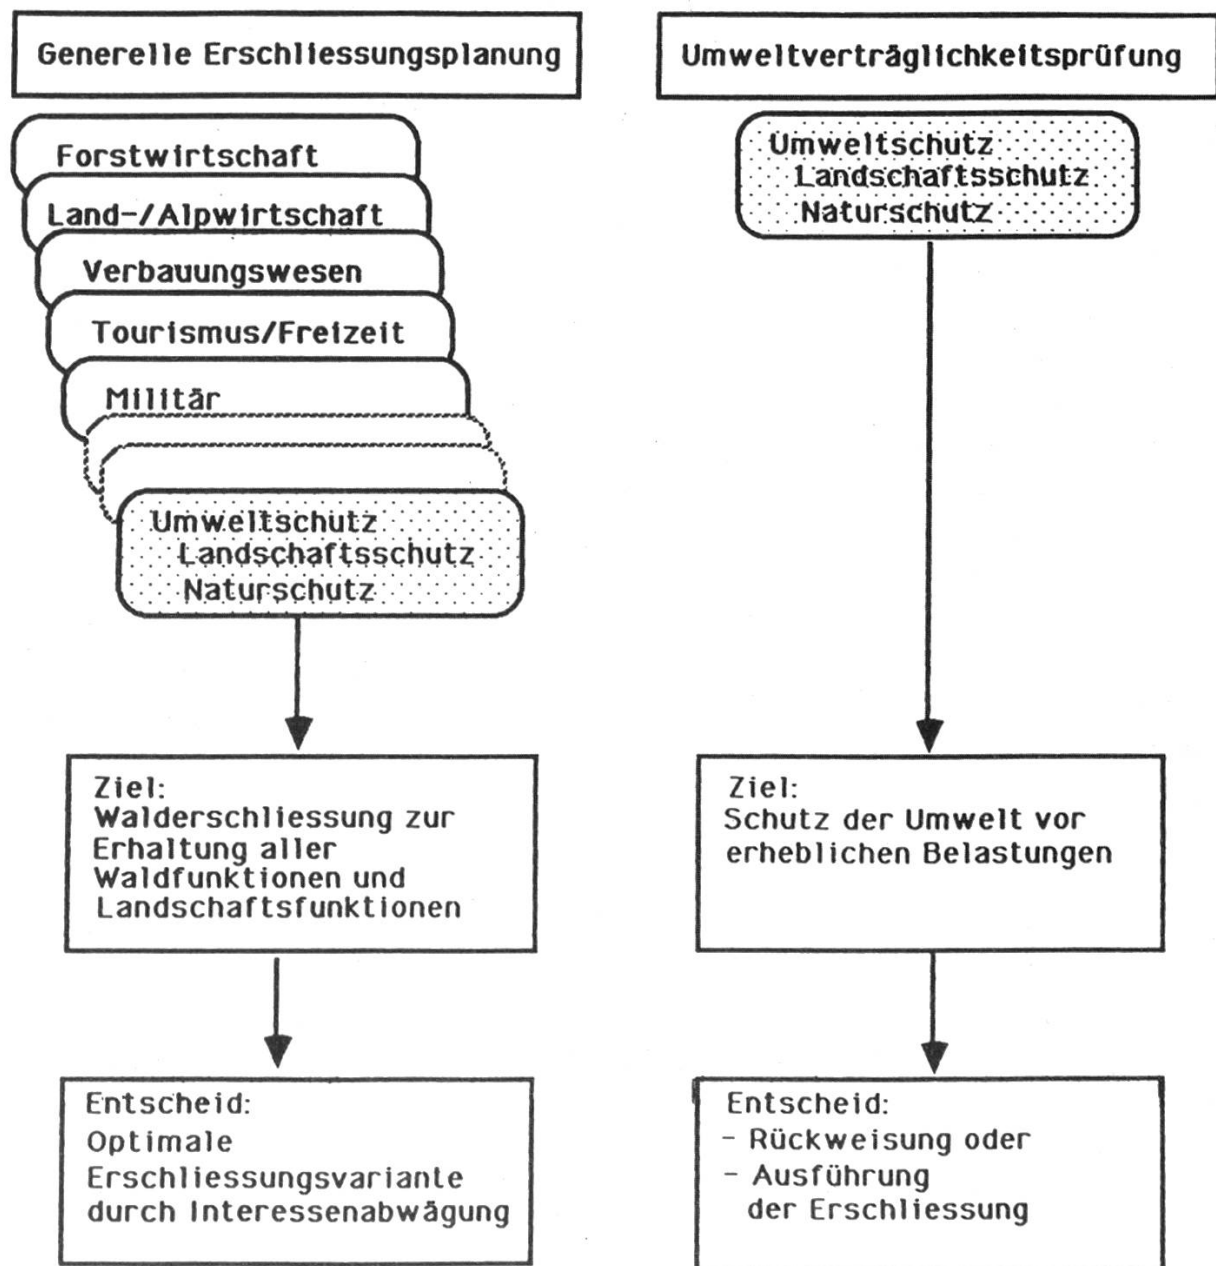 Generelle Erschliessungsplanung
Forstwirtschaft
Land-/Alpwirtschaft
Verbauungswesen
Tourismus/Freizeit
Militär
Umweltschutz
Landschaftsschutz
Naturschutz
Ziel:
Walderschliessung zur
Erhaltung aller
Waldfunktionen und
Landschaftsfunktionen
Entscheid:
Optimale
Erschliessungsvariante
durch Interessenabwägung
Umweltverträglichkeitsprüfung
Umweltschutz
Landschaftsschutz
Naturschutz
Ziel:
Schutz der Umwelt vor
erheblichen Belastungen
Entscheid:
- Rückweisung oder
- Ausführung
der Erschliessung